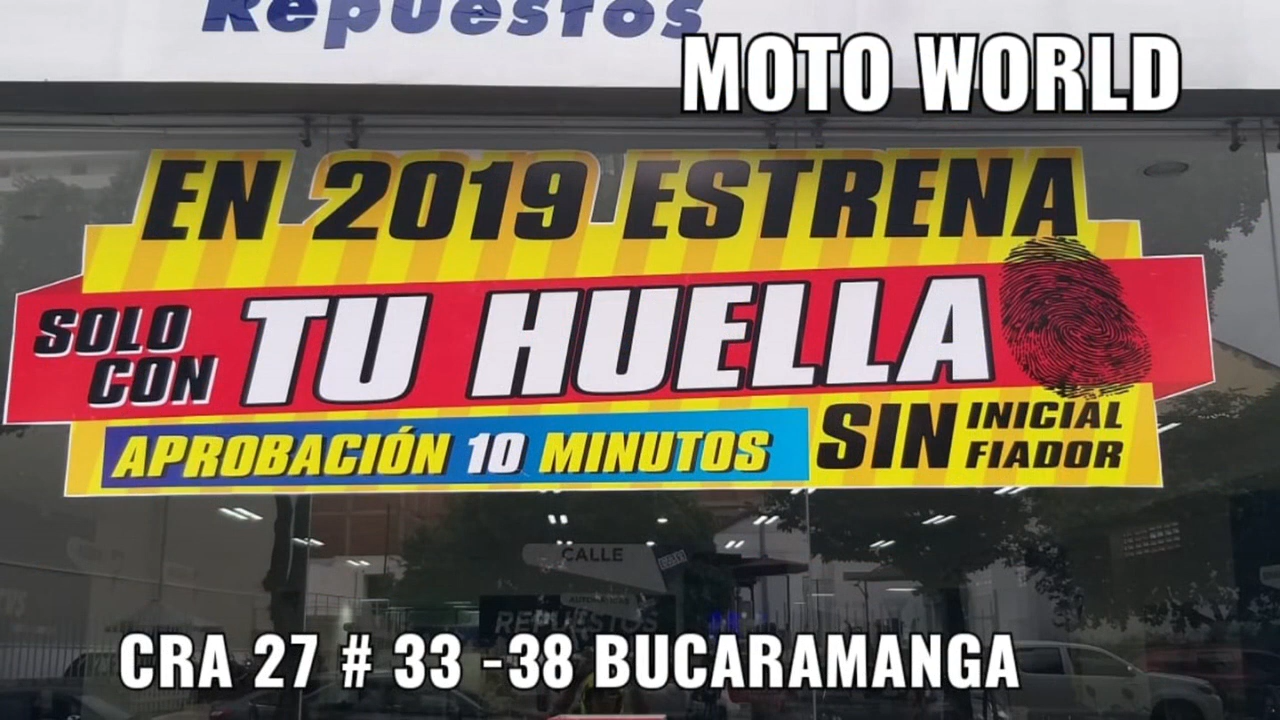 Repuestos
MOTO WORLD
EN 2019 ESTRENA
SOLO CON TU HUELLA
APROBACIÓN 10 MINUTOS
SIN INICIAL FIADOR
CALLE
REPUESTOS
CRA 27 # 33 -38 BUCARAMANGA